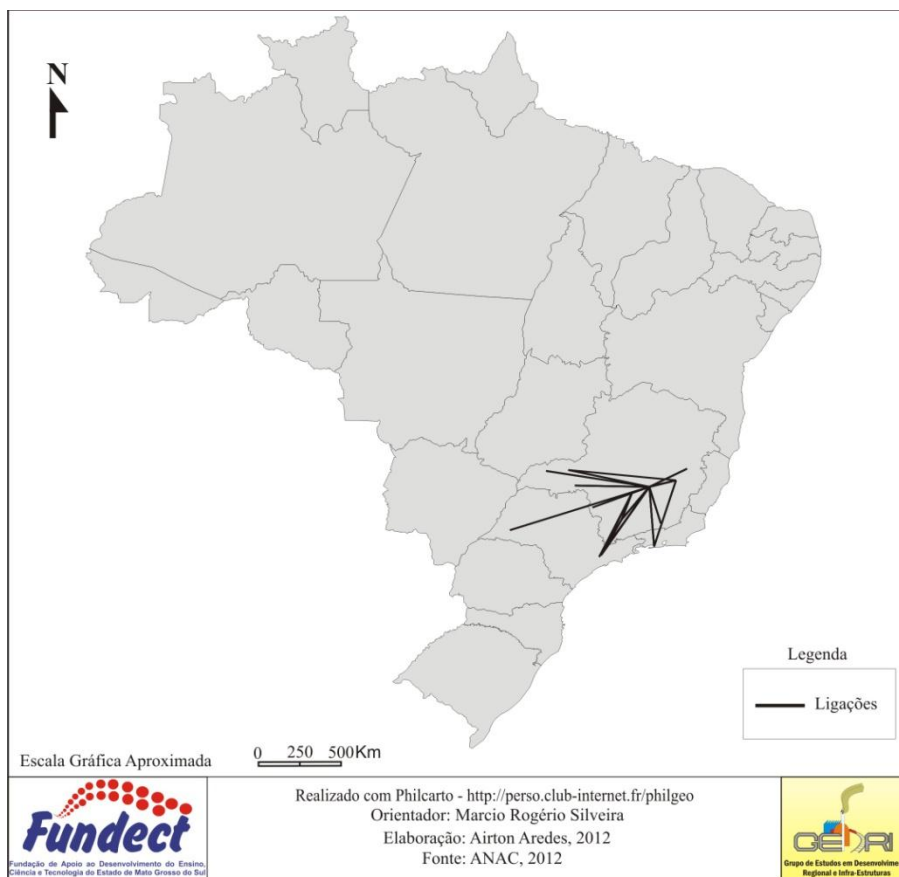 N
Legenda
Ligações
Escala Gráfica Aproximada
0 250 500Km
Fundect
Fundação de Apoio ao Desenvolvimento do Ensino,
Ciência e Tecnologia do Estado de Mato Grosso do Sul
Realizado com Philcarto - http://perso.club-internet.fr/philgeo
Orientador: Marcio Rogério Silveira
Elaboração: Airton Aredes, 2012
Fonte: ANAC, 2012
GEDRI
Grupo de Estudos em Desenvolvimento
Regional e Infra-Estruturas